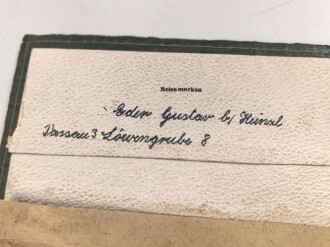 Reisemarken
Eder Gustav b/ Heinzl
Passau 3 Löwengrube 8